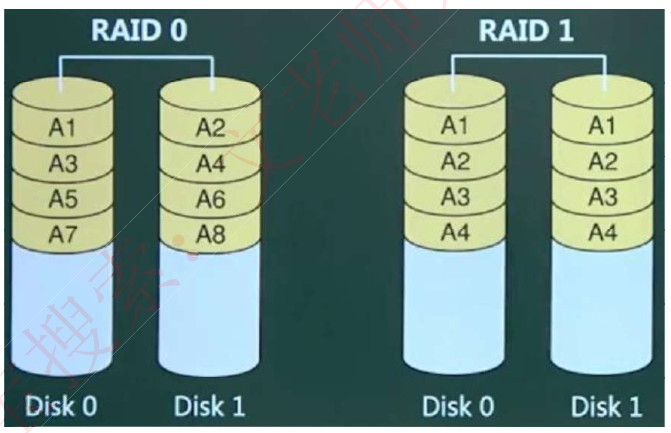 RAID 0
RAID 1
A1 A2 A1 A1
A3 A4 A2 A2
A5 A6 A3 A3
A7 A8 A4 A4
Disk 0 Disk 1 Disk 0 Disk 1
搜索:文老师